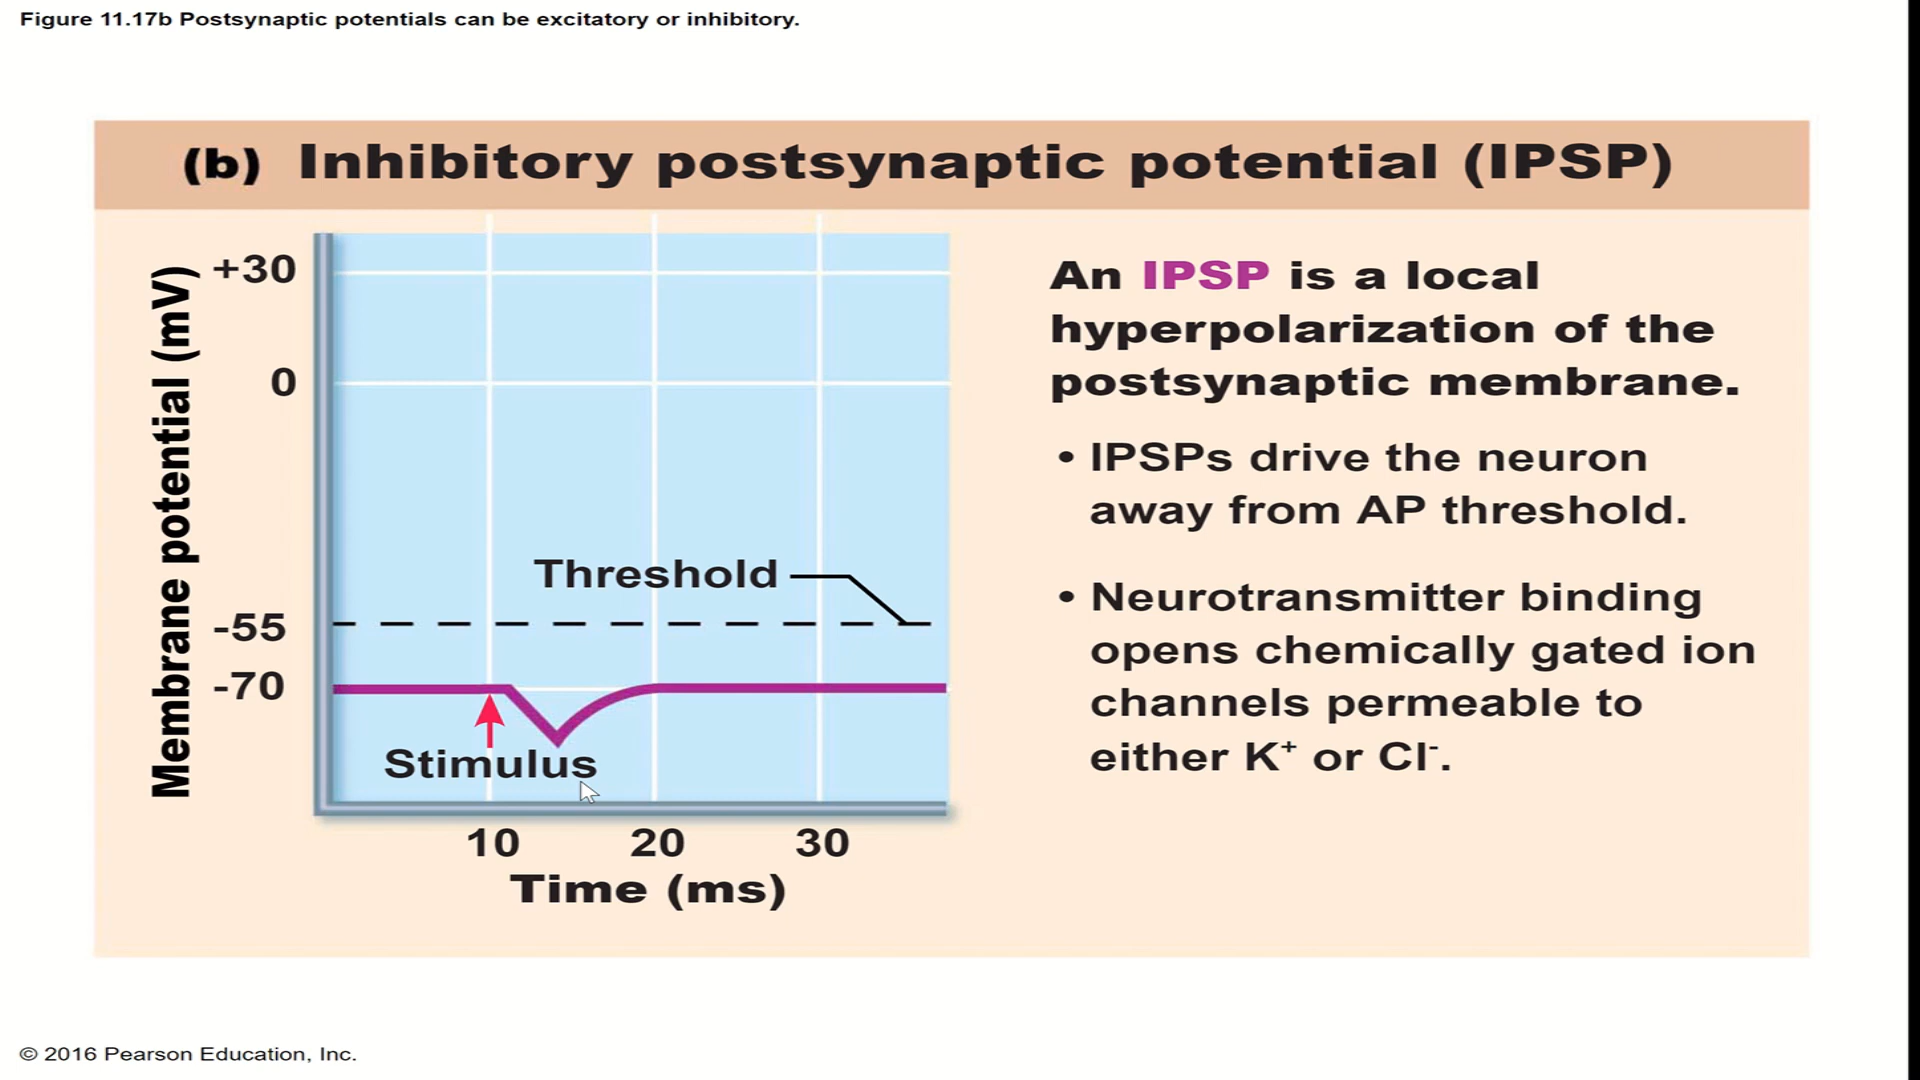 Figure 11.17b Postsynaptic potentials can be excitatory or inhibitory.
(b) Inhibitory postsynaptic potential (IPSP)
Membrane potential (mV)
+30
0
-55
-70
Threshold
Stimulus
10 20 30
Time (ms)
An IPSP is a local
hyperpolarization of the
postsynaptic membrane.
• IPSPs drive the neuron
away from AP threshold.
• Neurotransmitter binding
opens chemically gated ion
channels permeable to
either K⁺ or Cl⁻.
© 2016 Pearson Education, Inc.